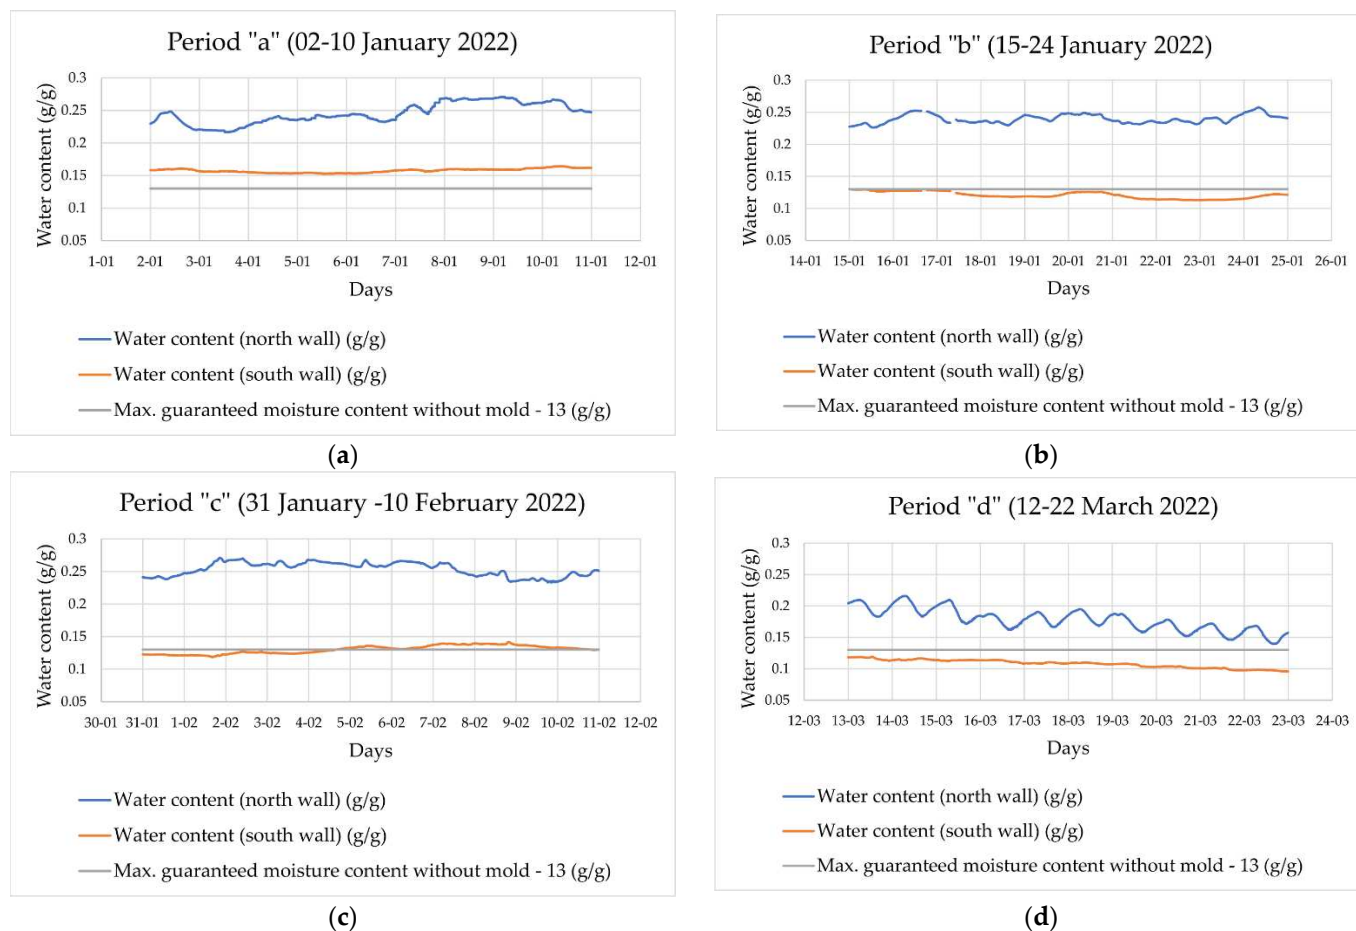 Period "a" (02-10 January 2022)
Water content (g/g)
0.3
0.25
0.2
0.15
0.1
0.05
1-01 2-01 3-01 4-01 5-01 6-01 7-01 8-01 9-01 10-01 11-01 12-01
Days
Water content (north wall) (g/g)
Water content (south wall) (g/g)
Max. guaranteed moisture content without mold - 13 (g/g)
(a)
Period "b" (15-24 January 2022)
Water content (g/g)
0.3
0.25
0.2
0.15
0.1
0.05
14-01 15-01 16-01 17-01 18-01 19-01 20-01 21-01 22-01 23-01 24-01 25-01 26-01
Days
Water content (north wall) (g/g)
Water content (south wall) (g/g)
Max. guaranteed moisture content without mold - 13 (g/g)
(b)
Period "c" (31 January -10 February 2022)
Water content (g/g)
0.3
0.25
0.2
0.15
0.1
0.05
30-01 31-01 1-02 2-02 3-02 4-02 5-02 6-02 7-02 8-02 9-02 10-02 11-02 12-02
Days
Water content (north wall) (g/g)
Water content (south wall) (g/g)
Max. guaranteed moisture content without mold - 13 (g/g)
(c)
Period "d" (12-22 March 2022)
Water content (g/g)
0.3
0.25
0.2
0.15
0.1
0.05
12-03 13-03 14-03 15-03 16-03 17-03 18-03 19-03 20-03 21-03 22-03 23-03 24-03
Days
Water content (north wall) (g/g)
Water content (south wall) (g/g)
Max. guaranteed moisture content without mold - 13 (g/g)
(d)